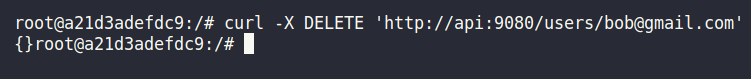 root@a21d3adefdc9:/# curl -X DELETE 'http://api:9080/users/bob@gmail.com'
{}root@a21d3adefdc9:/#